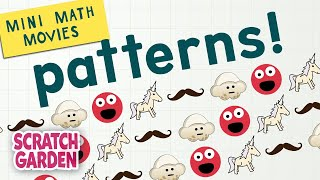 MINI MATH
MOVIES
patterns!
SCRATCH
GARDEN